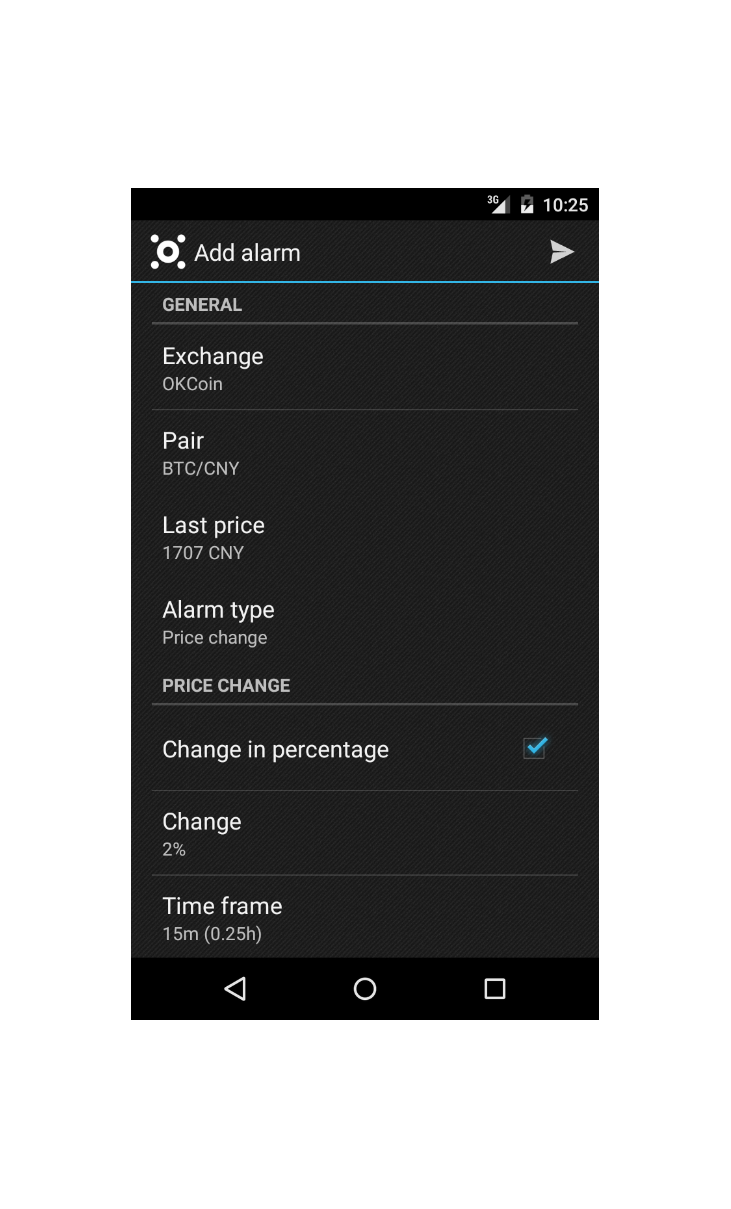 3G 10:25
Add alarm
GENERAL
Exchange
OKCoin
Pair
BTC/CNY
Last price
1707 CNY
Alarm type
Price change
PRICE CHANGE
Change in percentage
Change
2%
Time frame
15m (0.25h)